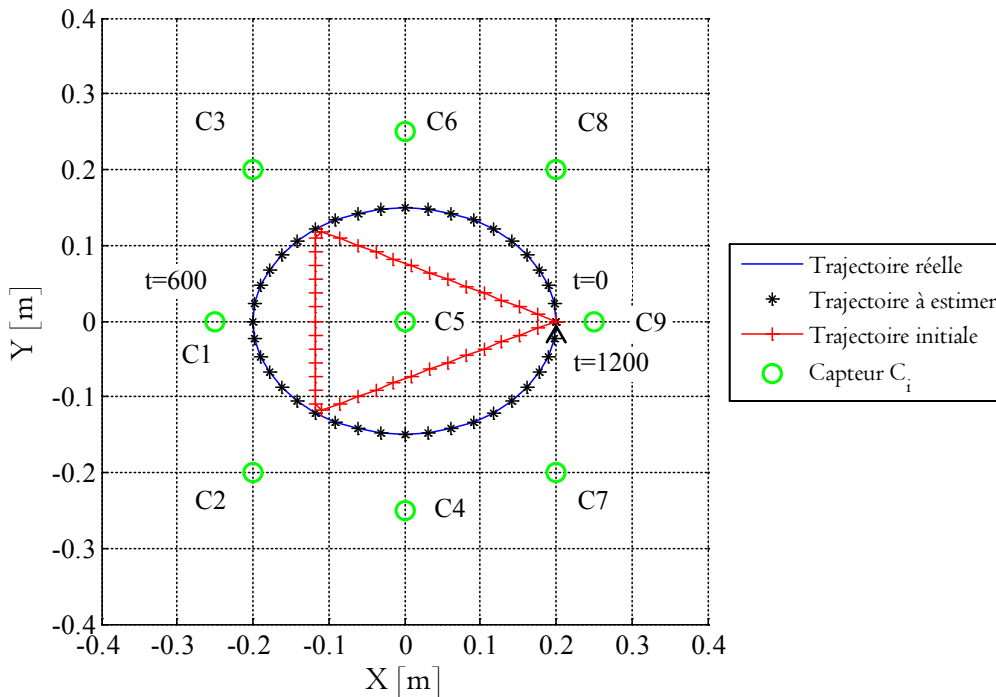 0.4
0.3
0.2
0.1
0
-0.1
-0.2
-0.3
-0.4
Y [m]
-0.4 -0.3 -0.2 -0.1 0 0.1 0.2 0.3 0.4
X [m]
C3 C6 C8
t=600 t=0
C5 C9
C1 t=1200
C2 C4 C7
Trajectoire réelle
Trajectoire à estimer
Trajectoire initiale
Capteur C_i